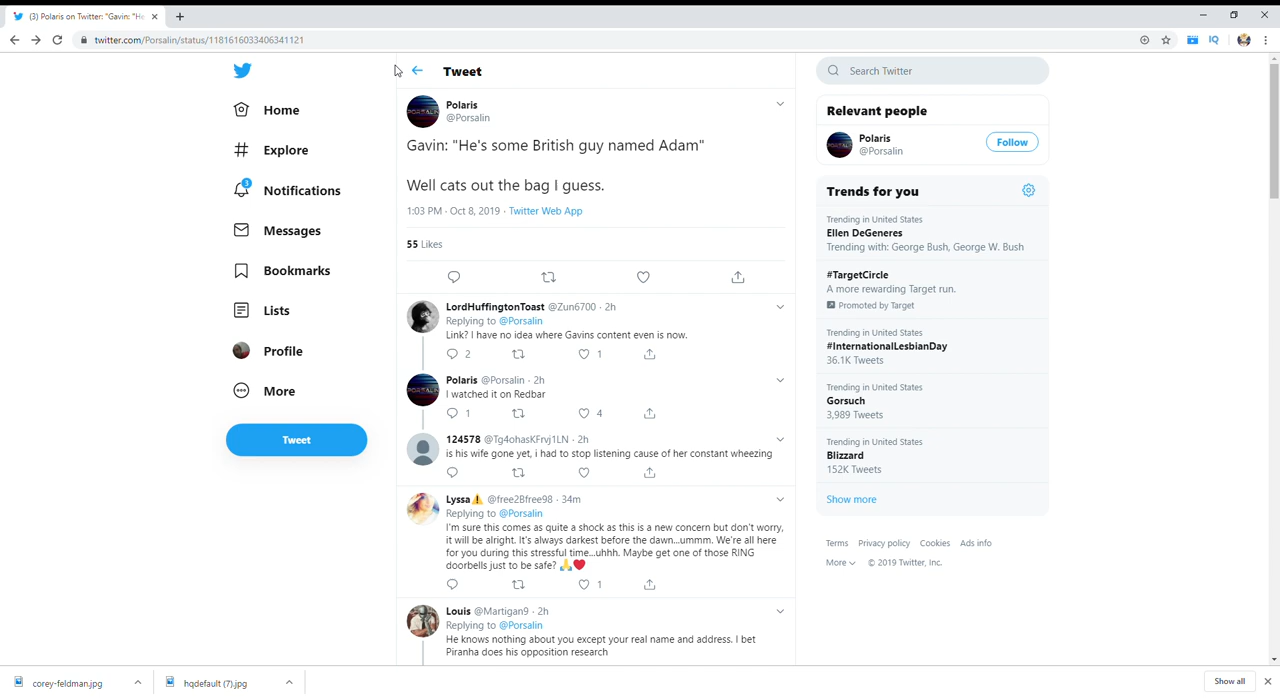 (3) Polaris on Twitter: "Gavin: "He
twitter.com/Porsalin/status/1181616033406341121
IQ
Home
Explore
3
Notifications
Messages
Bookmarks
Lists
Profile
More
Tweet
Tweet
Polaris
@Porsalin
Gavin: "He's some British guy named Adam"
Well cats out the bag I guess.
1:03 PM · Oct 8, 2019 · Twitter Web App
55 Likes
LordHuffingtonToast @Zun6700 · 2h
Replying to @Porsalin
Link? I have no idea where Gavins content even is now.
2 1
Polaris @Porsalin · 2h
I watched it on Redbar
1 4
124578 @Tg4ohasKFrvj1LN · 2h
is his wife gone yet, i had to stop listening cause of her constant wheezing
Lyssa⚠️ @free2Bfree98 · 34m
Replying to @Porsalin
I'm sure this comes as quite a shock as this is a new concern but don't worry,
it will be alright. It's always darkest before the dawn...ummm. We're all here
for you during this stressful time...uhhh. Maybe get one of those RING
doorbells just to be safe? 🙏❤️
1
Louis @Martigan9 · 2h
Replying to @Porsalin
He knows nothing about you except your real name and address. I bet
Piranha does his opposition research
Search Twitter
Relevant people
Polaris
@Porsalin
Follow
Trends for you
Trending in United States
Ellen DeGeneres
Trending with: George Bush, George W. Bush
#TargetCircle
A more rewarding Target run.
Promoted by Target
Trending in United States
#InternationalLesbianDay
36.1K Tweets
Trending in United States
Gorsuch
3,989 Tweets
Trending in United States
Blizzard
152K Tweets
Show more
Terms Privacy policy Cookies Ads info
More © 2019 Twitter, Inc.
corey-feldman.jpg
hqdefault (7).jpg
Show all